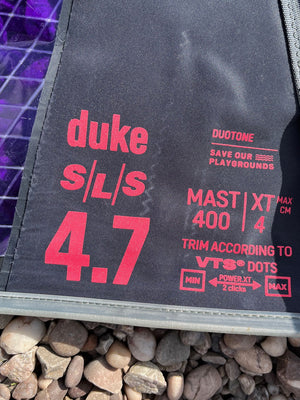 duke
S/L/S
4.7
DUOTONE
SAVE OUR
PLAYGROUNDS
MAST XT MAX CM
400 4
TRIM ACCORDING TO
VTS® DOTS
MIN POWER.XT MAX
2 clicks